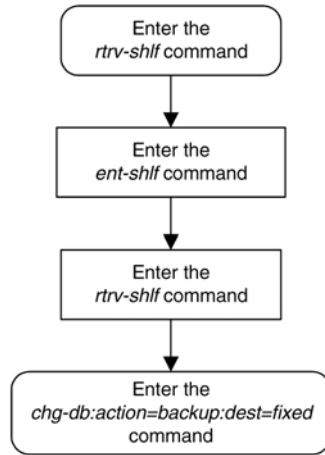 Enter the
rtrv-shlf command
Enter the
ent-shlf command
Enter the
rtrv-shlf command
Enter the
chg-db:action=backup:dest=fixed
command